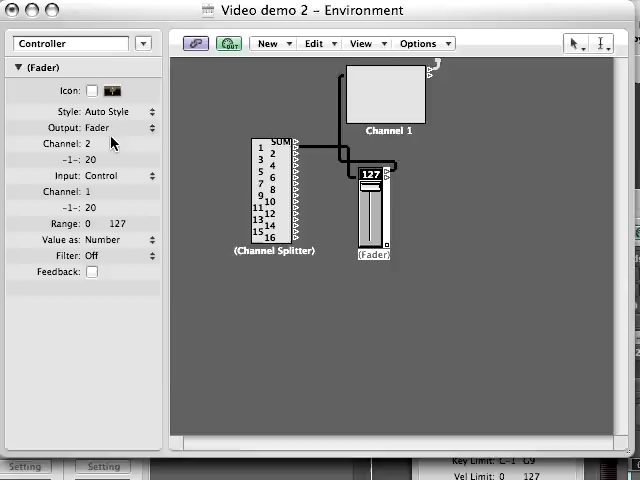 Video demo 2 – Environment
Controller
New Edit View Options
(Fader)
Icon:
Style: Auto Style
Output: Fader
Channel: 2
-1-: 20
Input: Control
Channel: 1
-1-: 20
Range: 0 127
Value as: Number
Filter: Off
Feedback:
Channel 1
SUM
1
2
3
4
5
6
7
8
9
10
11
12
13
14
15
16
(Channel Splitter)
127
(Fader)
Setting Setting
Key Limit: C-1 G9
Vel Limit: 0 127